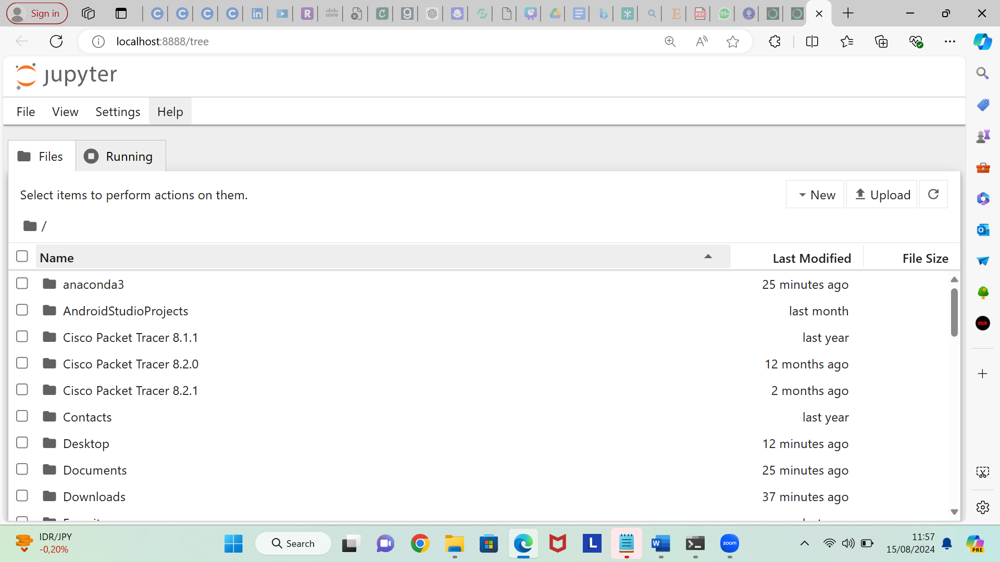 Sign in
localhost:8888/tree
jupyter
File View Settings Help
Files Running
Select items to perform actions on them.
New Upload
/
Name Last Modified File Size
anaconda3 25 minutes ago
AndroidStudioProjects last month
Cisco Packet Tracer 8.1.1 last year
Cisco Packet Tracer 8.2.0 12 months ago
Cisco Packet Tracer 8.2.1 2 months ago
Contacts last year
Desktop 12 minutes ago
Documents 25 minutes ago
Downloads 37 minutes ago
IDR/JPY
-0,20%
Search
zoom
11:57
15/08/2024
PRE